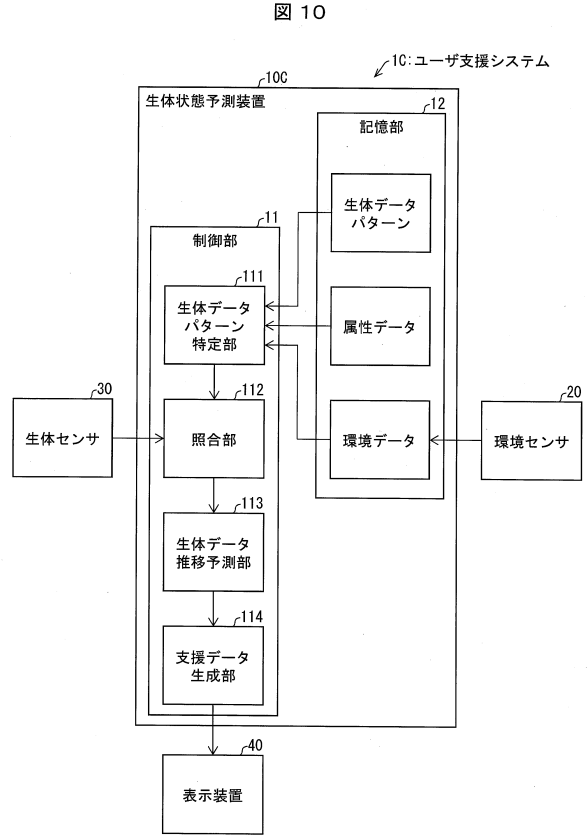 図 10
1C:ユーザ支援システム
10C
生体状態予測装置
12
記憶部
生体データ
パターン
11
制御部
111
生体データ
パターン
特定部
属性データ
30
生体センサ
112
照合部
環境データ
20
環境センサ
113
生体データ
推移予測部
114
支援データ
生成部
40
表示装置